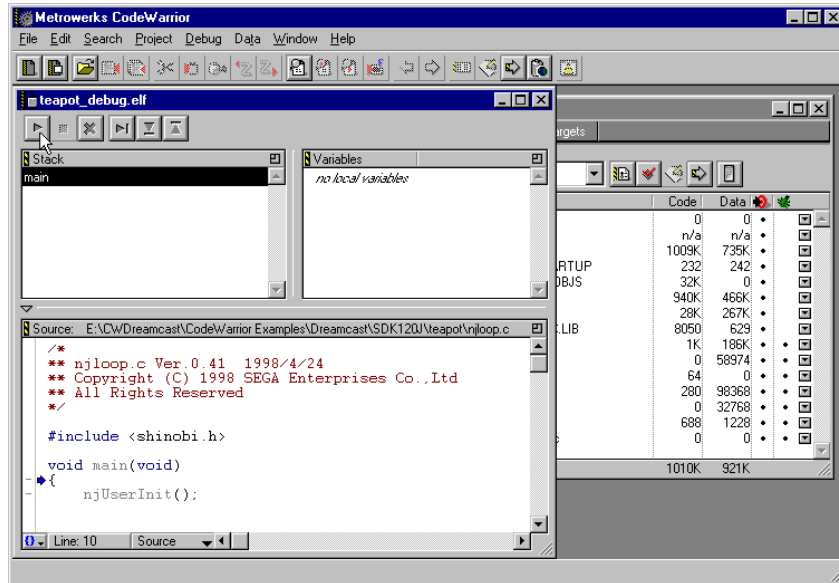 Metrowerks CodeWarrior
File Edit Search Project Debug Data Window Help
teapot_debug.elf
Stack
main
Variables
no local variables
Source: E:\CWDreamcast\CodeWarrior Examples\Dreamcast\SDK120J\teapot\njloop.c
/*
** njloop.c Ver.0.41 1998/4/24
** Copyright (C) 1998 SEGA Enterprises Co.,Ltd
** All Rights Reserved
*/
#include <shinobi.h>
void main(void)
{
njUserInit();
Line: 10 Source
argets
Code Data
0 0
n/a n/a
1009K 735K
RTUP 232 242
OBJS 32K 0
940K 466K
28K 267K
.LIB 8050 629
1K 186K
0 58974
64 0
280 98368
0 32768
688 1228
0 0
1010K 921K